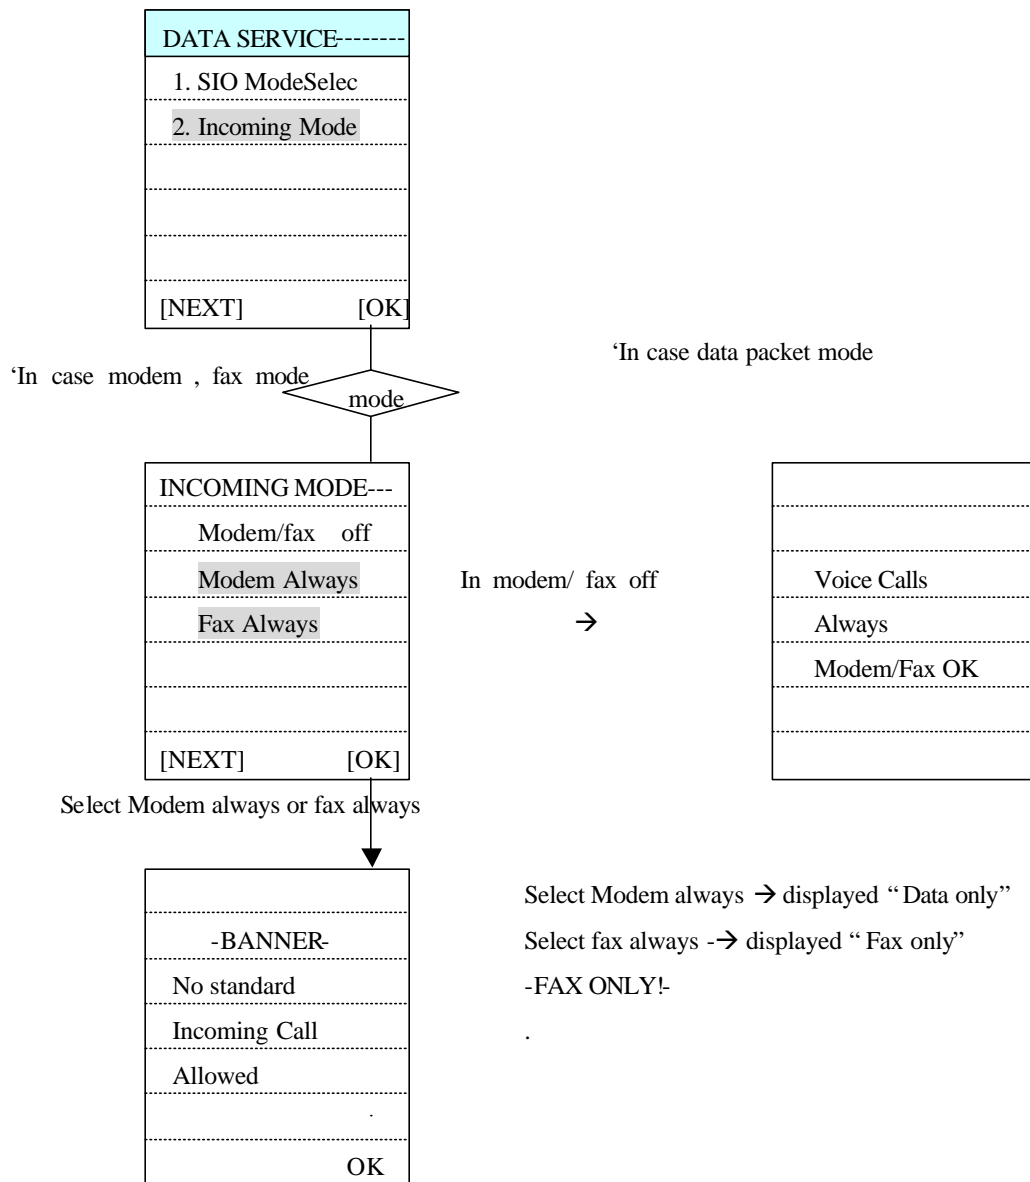 DATA SERVICE--------
1. SIO ModeSelec
2. Incoming Mode
[NEXT] [OK]
‘In case data packet mode
‘In case modem , fax mode
mode
INCOMING MODE---
Modem/fax off
Modem Always
Fax Always
[NEXT] [OK]
In modem/ fax off
→
Voice Calls
Always
Modem/Fax OK
Select Modem always or fax always
-BANNER-
No standard
Incoming Call
Allowed
.
OK
Select Modem always → displayed “Data only”
Select fax always -→ displayed “ Fax only”
-FAX ONLY!-
.